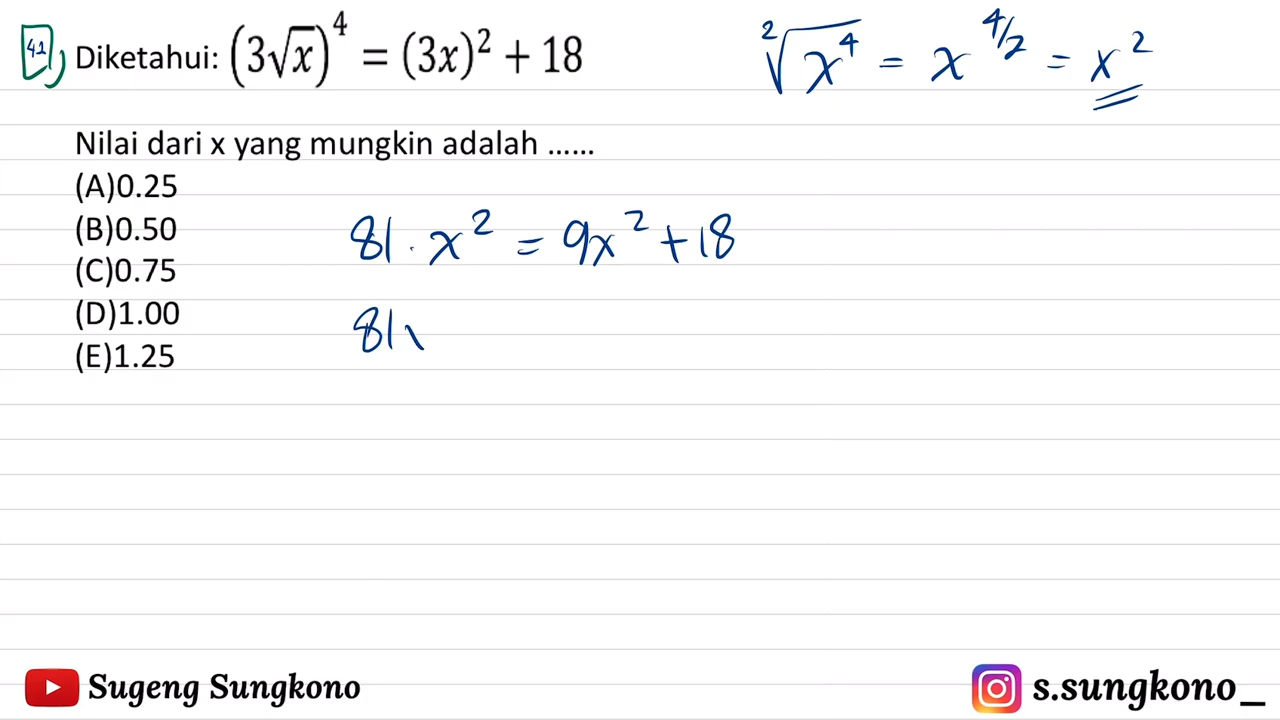 41) Diketahui: (3√x)⁴ = (3x)² + 18
²√x⁴ = x^4/2 = x²
Nilai dari x yang mungkin adalah ……
(A)0.25
(B)0.50
(C)0.75
(D)1.00
(E)1.25
81 · x² = 9x² + 18
81
Sugeng Sungkono
s.sungkono_